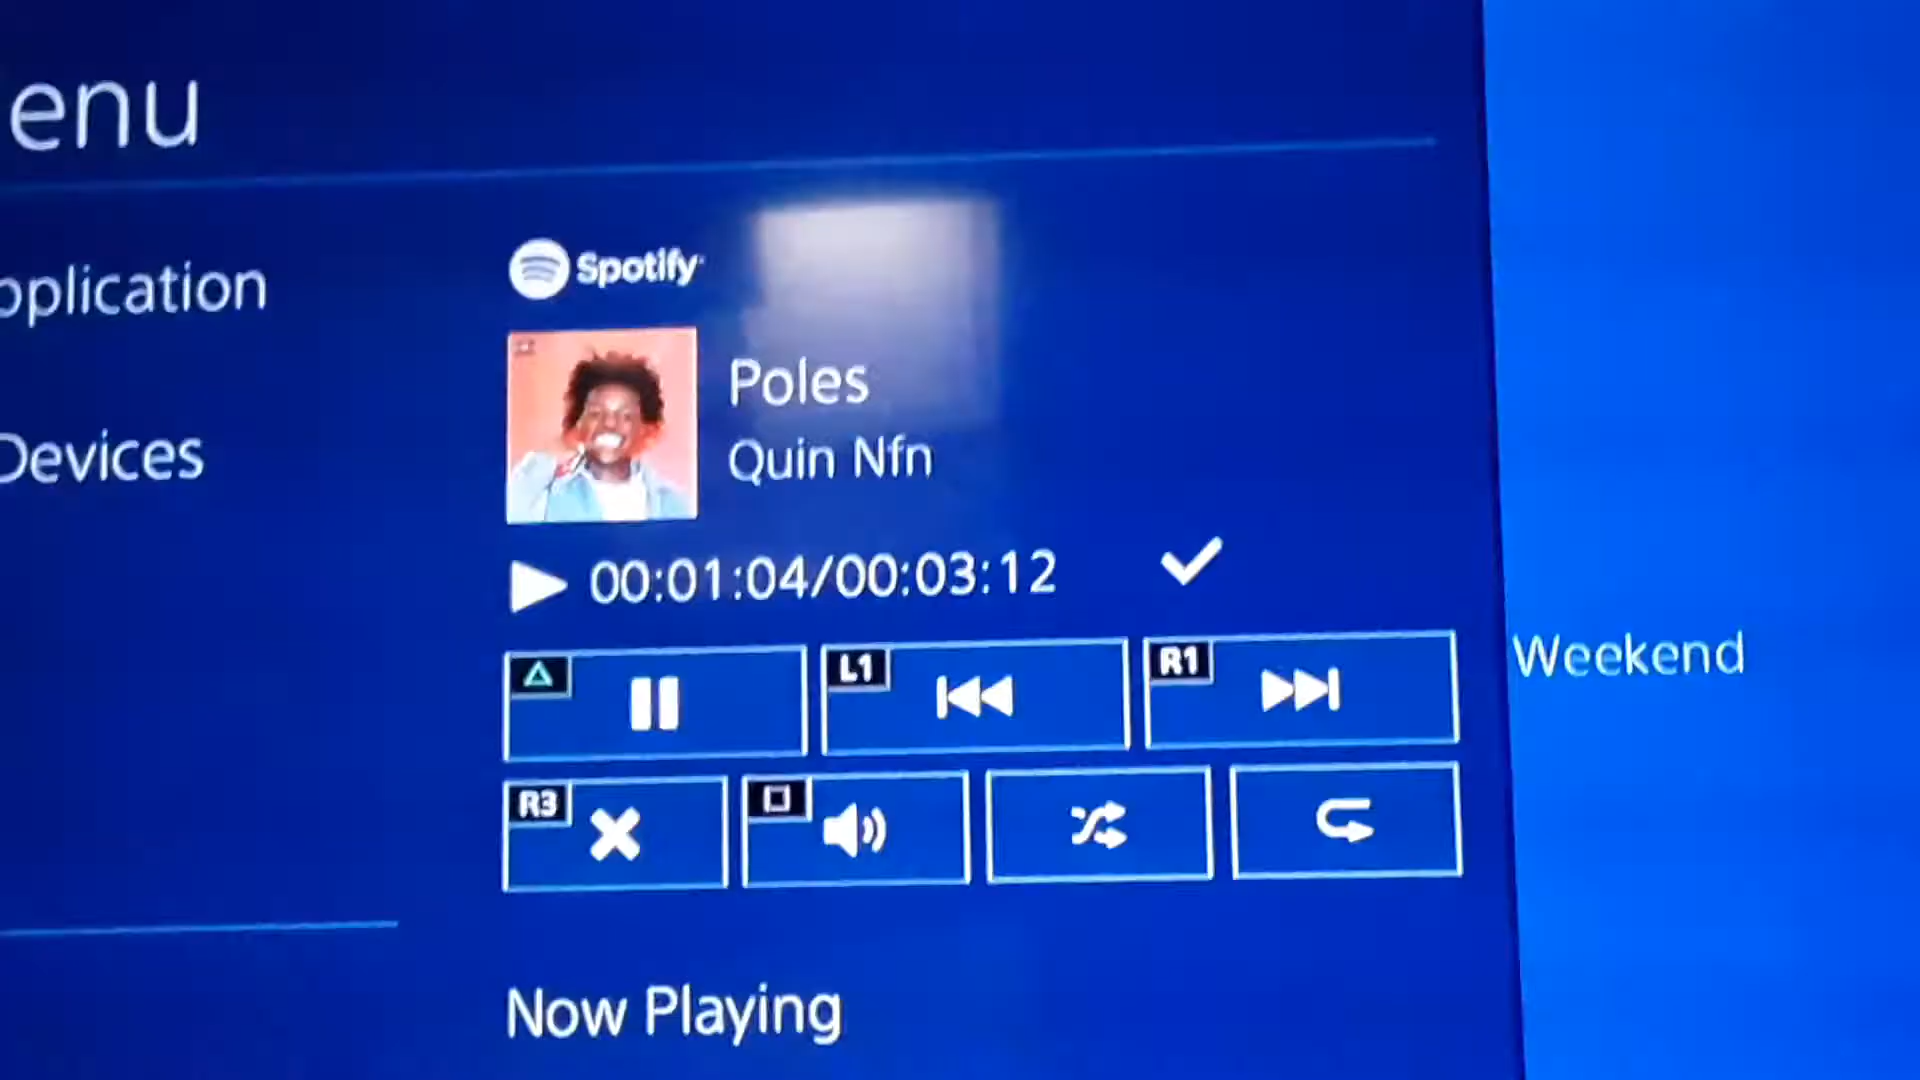 enu
pplication
Devices
Spotify
Poles
Quin Nfn
00:01:04/00:03:12
L1
R1
R3
Weekend
Now Playing